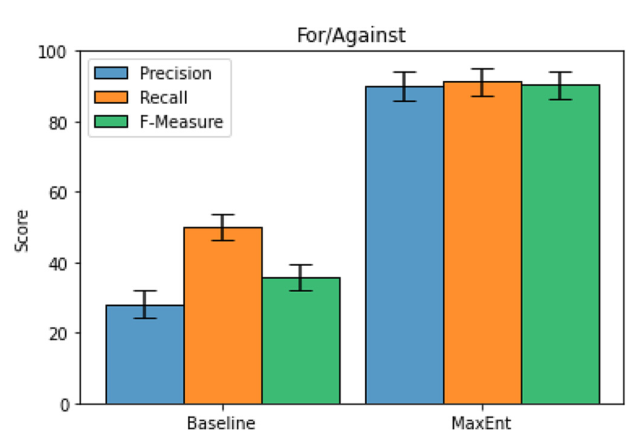 For/Against
100
80
60
40
20
0
Score
Precision
Recall
F-Measure
Baseline
MaxEnt